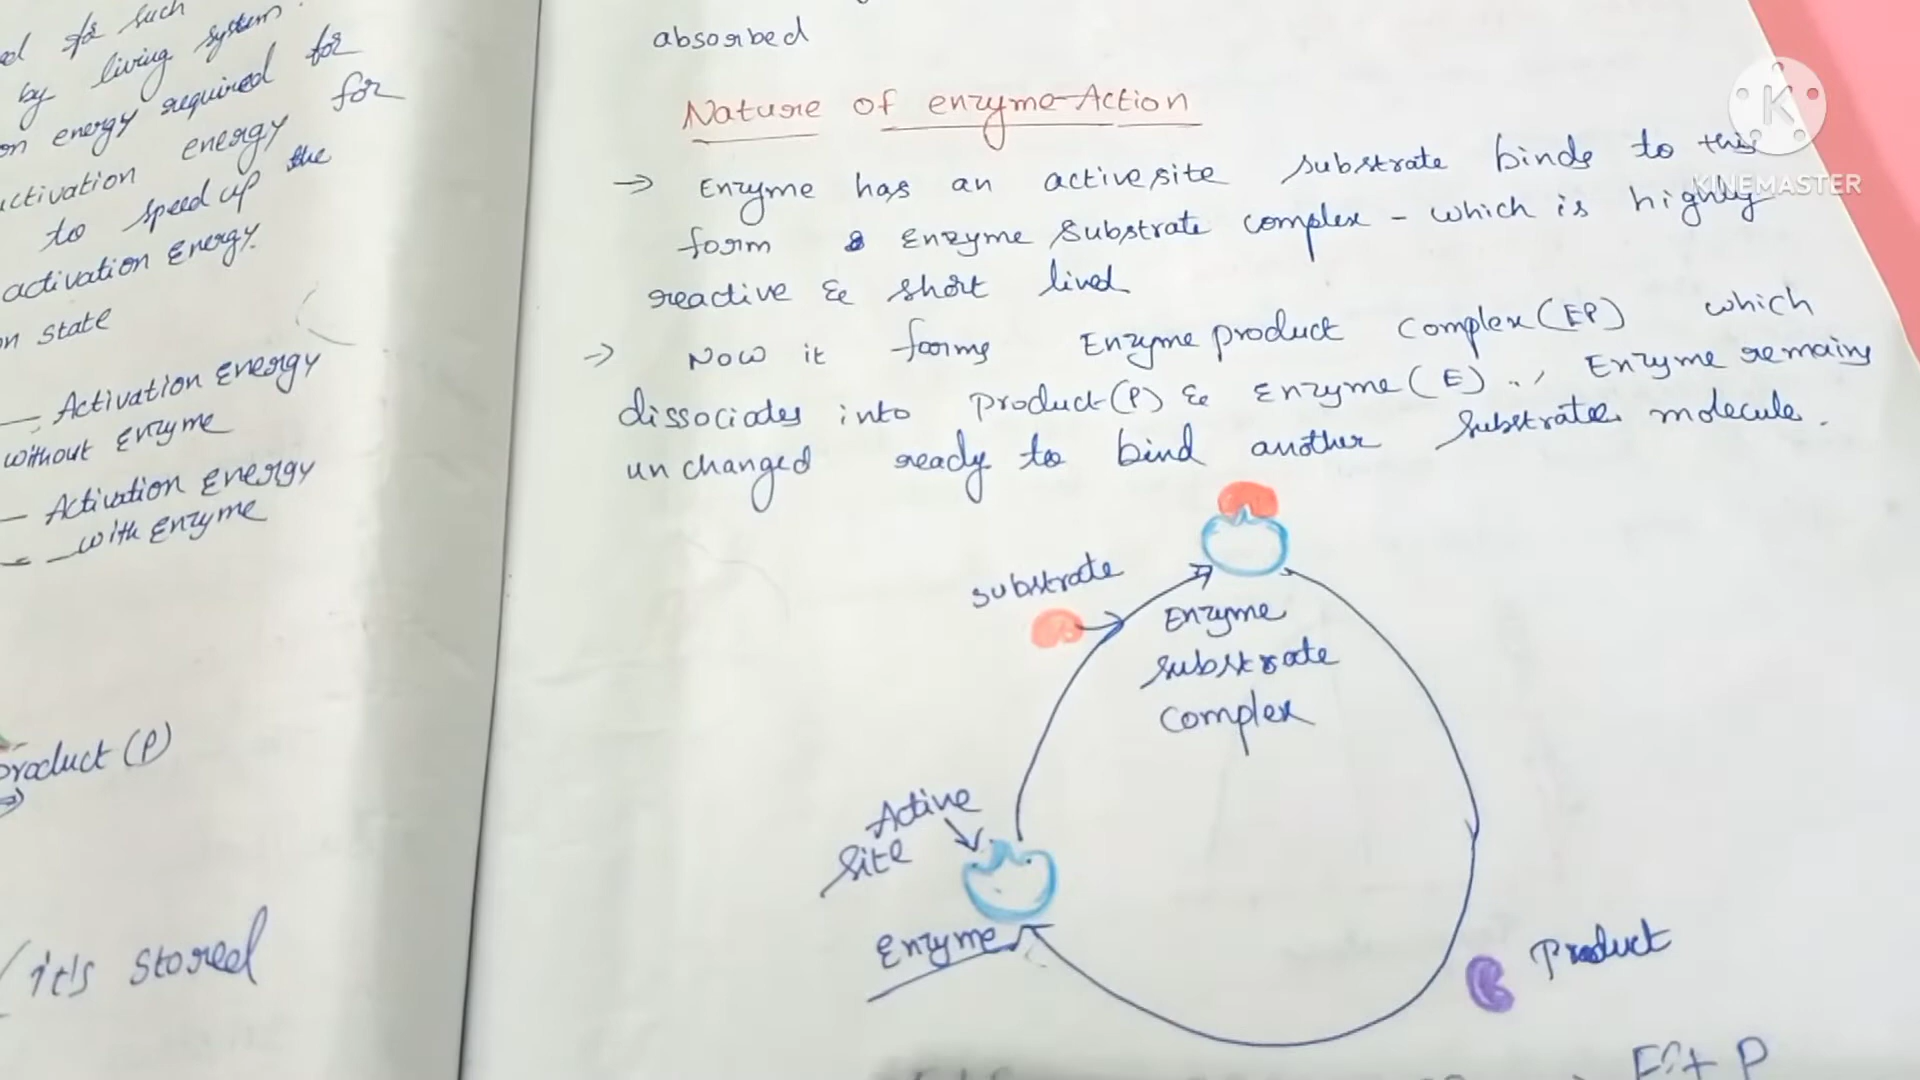 for such
by living system.
on energy required for
activation energy for
to speed up the
activation Energy.
on state
— Activation Energy
without Enzyme
— Activation Energy
— with Enzyme
product (P)
it's stored
absorbed
Nature of enzyme Action
→ Enzyme has an active site substrate binds to this
form & Enzyme substrate complex - which is highly
reactive & short lived
→ Now it forms Enzyme product complex (EP) which
dissociates into product (P) & Enzyme (E) ∴, Enzyme remains
unchanged ready to bind another substrate molecule.
substrate
Enzyme
substrate
complex
Active
site
Enzyme
Product
E + P
K
KINEMASTER